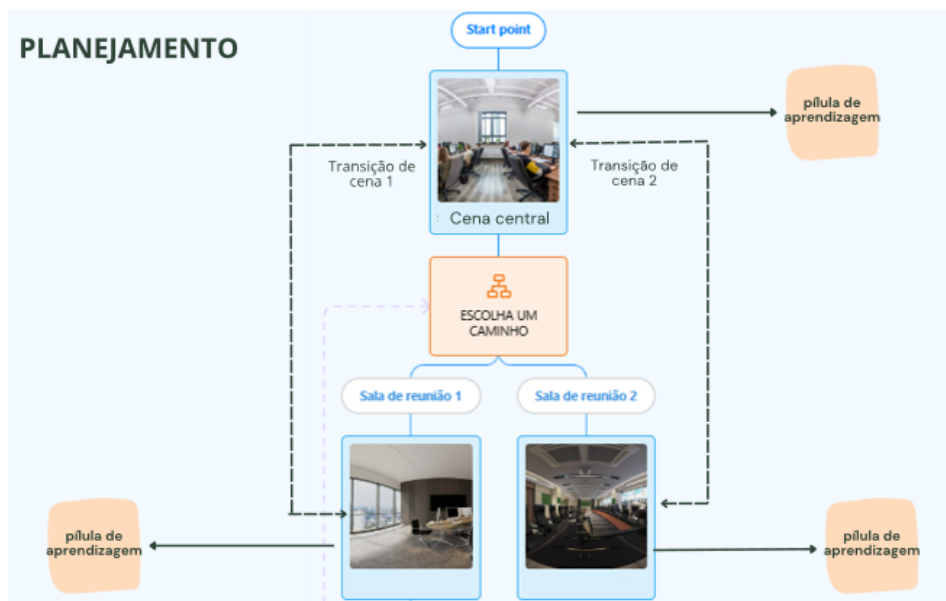 PLANEJAMENTO
Start point
pílula de
aprendizagem
Transição de
cena 1
Transição de
cena 2
: Cena central
ESCOLHA UM
CAMINHO
Sala de reunião 1
Sala de reunião 2
pílula de
aprendizagem
pílula de
aprendizagem